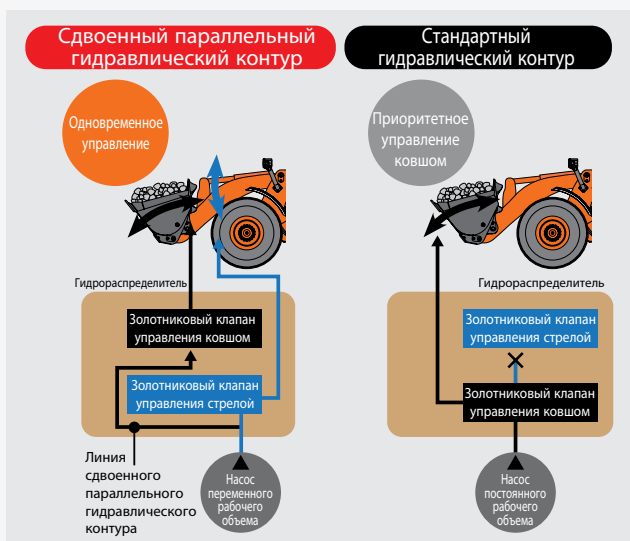 Сдвоенный параллельный
гидравлический контур
Одновременное
управление
Гидрораспределитель
Золотниковый клапан
управления ковшом
Золотниковый клапан
управления стрелой
Линия
сдвоенного
параллельного
гидравлического
контура
Насос
переменного
рабочего
объема
Стандартный
гидравлический контур
Приоритетное
управление
ковшом
Гидрораспределитель
Золотниковый клапан
управления стрелой
Золотниковый клапан
управления ковшом
Насос
постоянного
рабочего
объема